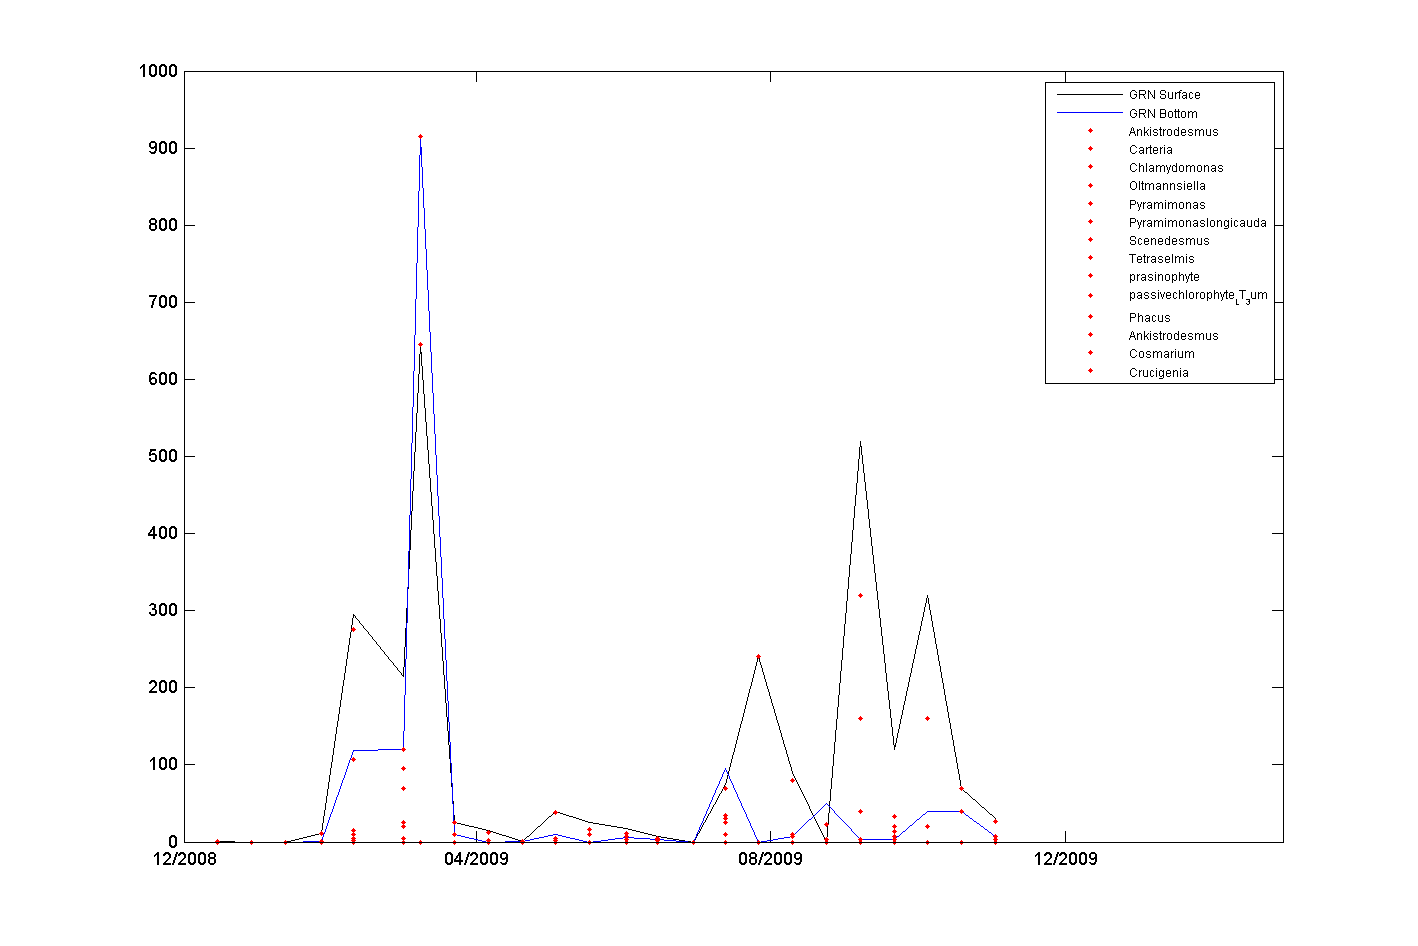 1000
900
800
700
600
500
400
300
200
100
0
12/2008 04/2009 08/2009 12/2009
GRN Surface
GRN Bottom
Ankistrodesmus
Carteria
Chlamydomonas
Oltmannsiella
Pyramimonas
Pyramimonaslongicauda
Scenedesmus
Tetraselmis
prasinophyte
passivechlorophyte_LT_3um
Phacus
Ankistrodesmus
Cosmarium
Crucigenia